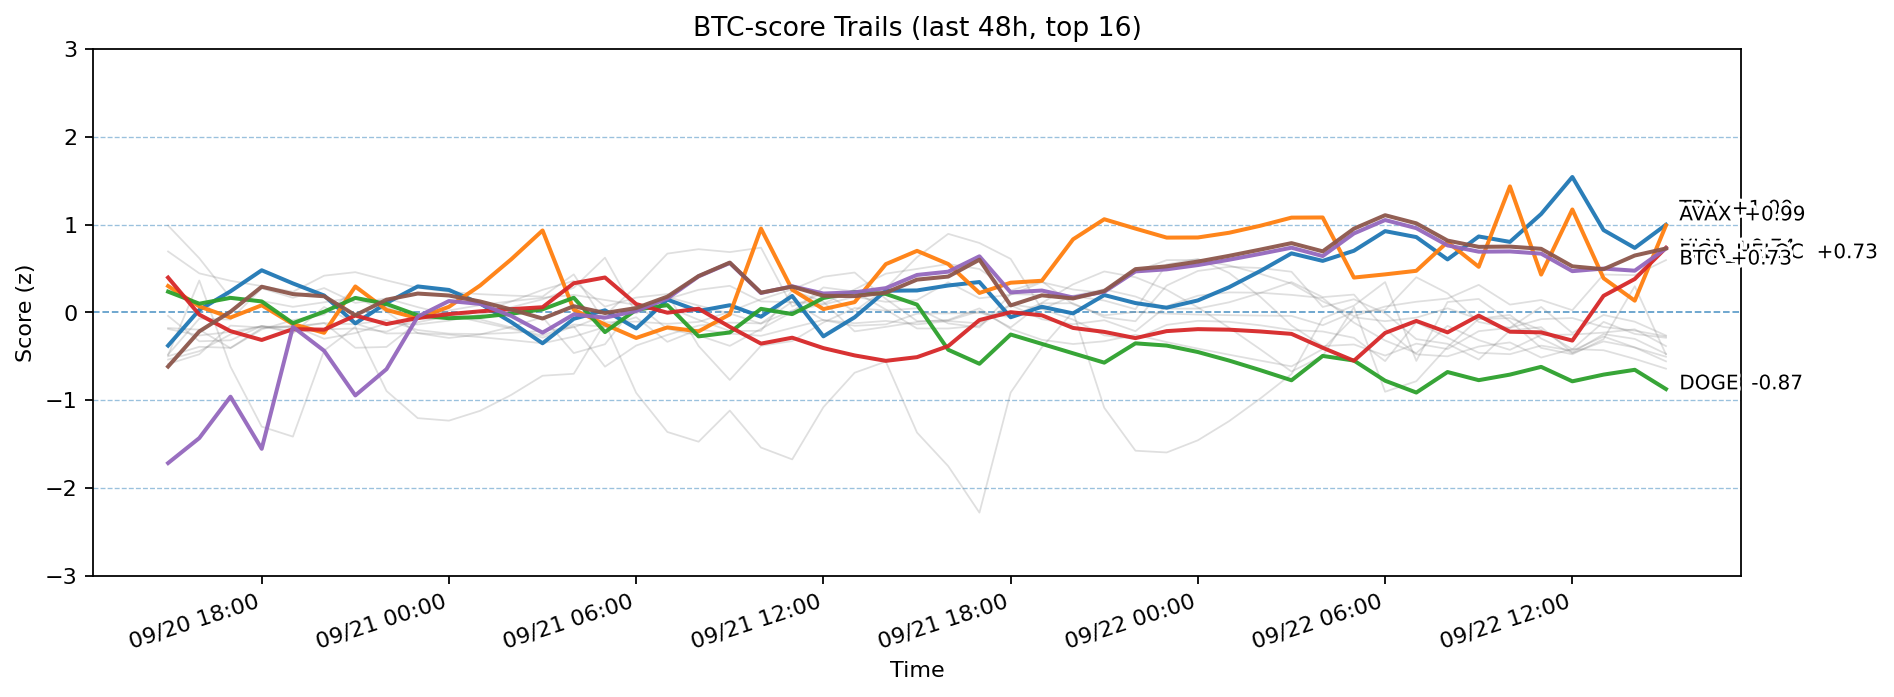 BTC-score Trails (last 48h, top 16)
Score (z)
3
2
1
0
−1
−2
−3
AVAX +0.99
+0.73
BTC +0.73
DOGE -0.87
09/20 18:00
09/21 00:00
09/21 06:00
09/21 12:00
09/21 18:00
09/22 00:00
09/22 06:00
09/22 12:00
Time